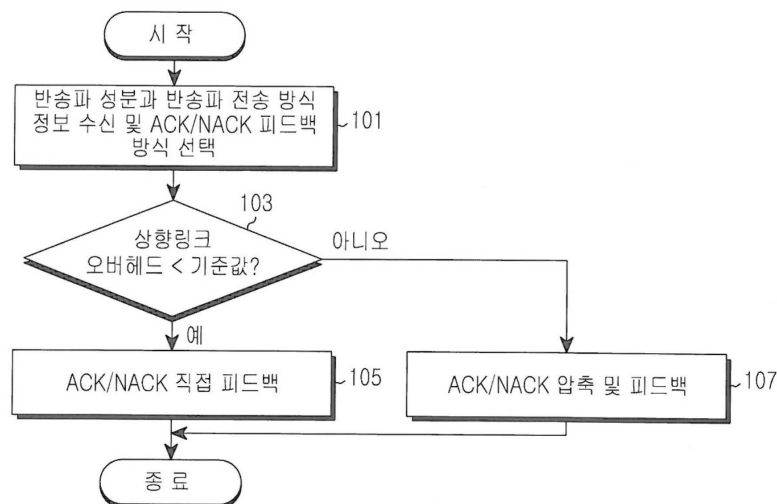 시 작
반송파 성분과 반송파 전송 방식
정보 수신 및 ACK/NACK 피드백
방식 선택
101
103
상향링크
오버헤드 < 기준값?
아니오
예
ACK/NACK 직접 피드백
105
ACK/NACK 압축 및 피드백
107
종 료